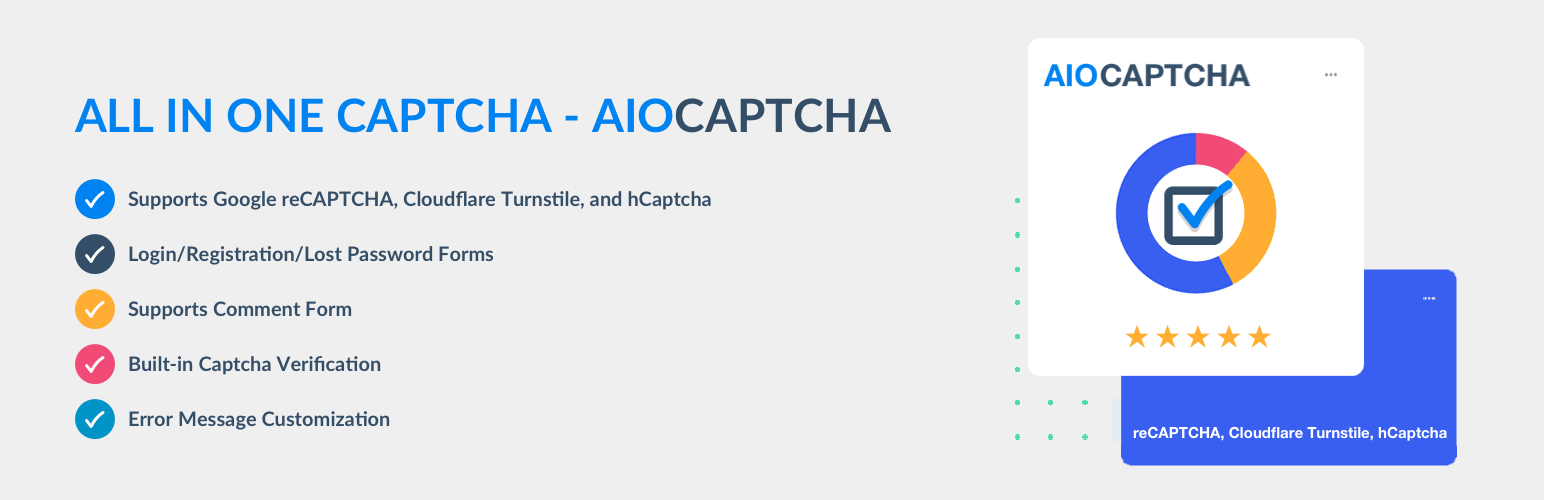 ALL IN ONE CAPTCHA - AIOCAPTCHA
Supports Google reCAPTCHA, Cloudflare Turnstile, and hCaptcha
Login/Registration/Lost Password Forms
Supports Comment Form
Built-in Captcha Verification
Error Message Customization
AIOCAPTCHA
reCAPTCHA, Cloudflare Turnstile, hCaptcha